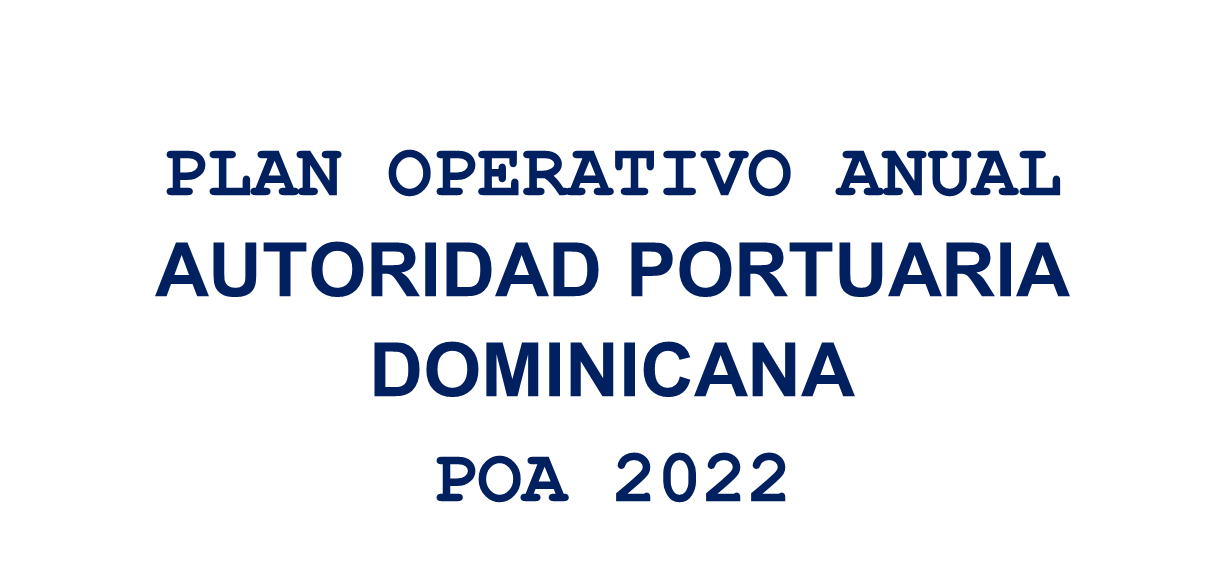 PLAN OPERATIVO ANUAL
AUTORIDAD PORTUARIA
DOMINICANA
POA 2022